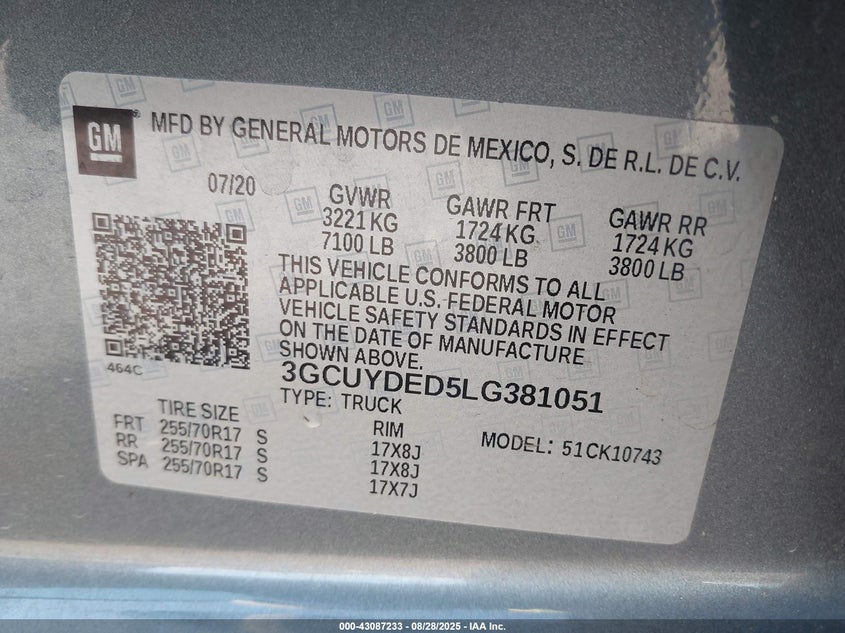 GM
® MFD BY GENERAL MOTORS DE MEXICO, S. DE R.L. DE C.V.
07/20
GVWR GAWR FRT GAWR RR
3221 KG 1724 KG 1724 KG
7100 LB 3800 LB 3800 LB
THIS VEHICLE CONFORMS TO ALL
APPLICABLE U.S. FEDERAL MOTOR
VEHICLE SAFETY STANDARDS IN EFFECT
ON THE DATE OF MANUFACTURE
SHOWN ABOVE.
464C
3GCUYDED5LG381051
TYPE: TRUCK
TIRE SIZE RIM MODEL: 51CK10743
FRT 255/70R17 S 17X8J
RR 255/70R17 S 17X8J
SPA 255/70R17 S 17X7J
000-43087233 - 08/28/2025 - IAA Inc.